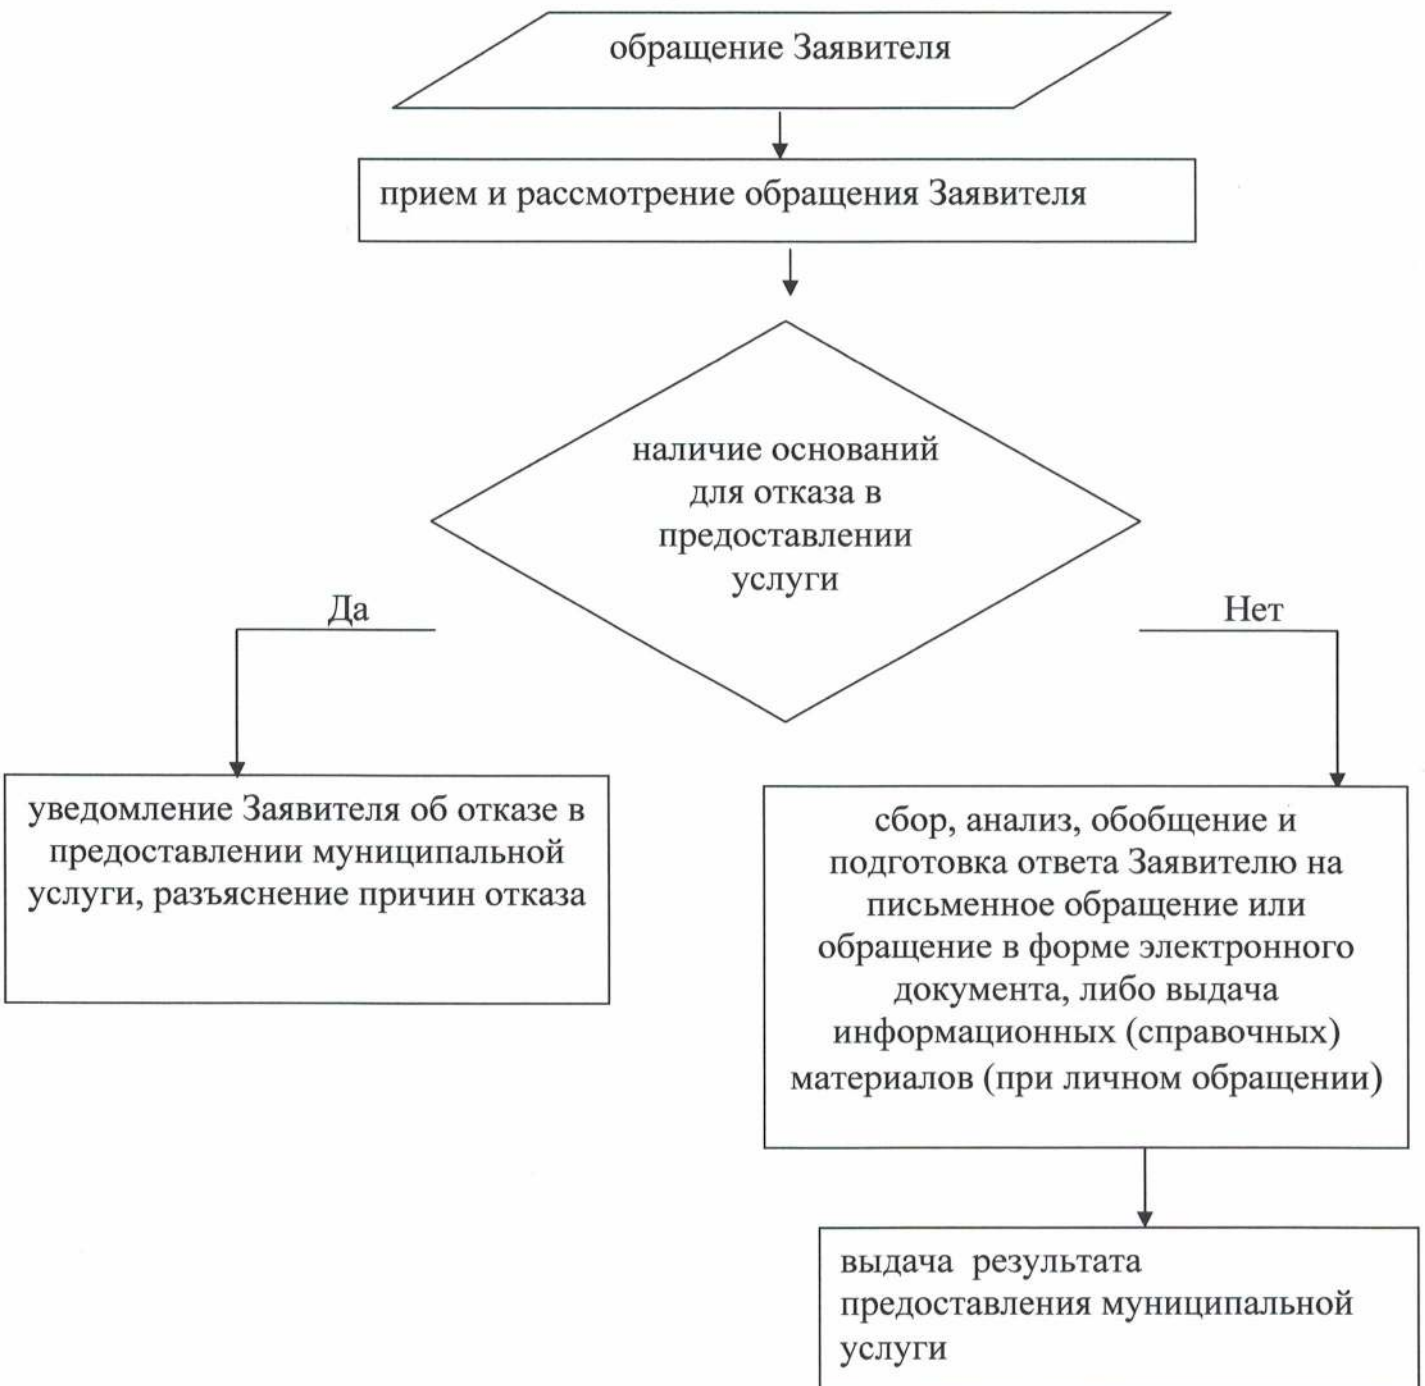 обращение Заявителя
прием и рассмотрение обращения Заявителя
наличие оснований
для отказа в
предоставлении
услуги
Да
Нет
уведомление Заявителя об отказе в
предоставлении муниципальной
услуги, разъяснение причин отказа
сбор, анализ, обобщение и
подготовка ответа Заявителю на
письменное обращение или
обращение в форме электронного
документа, либо выдача
информационных (справочных)
материалов (при личном обращении)
выдача результата
предоставления муниципальной
услуги